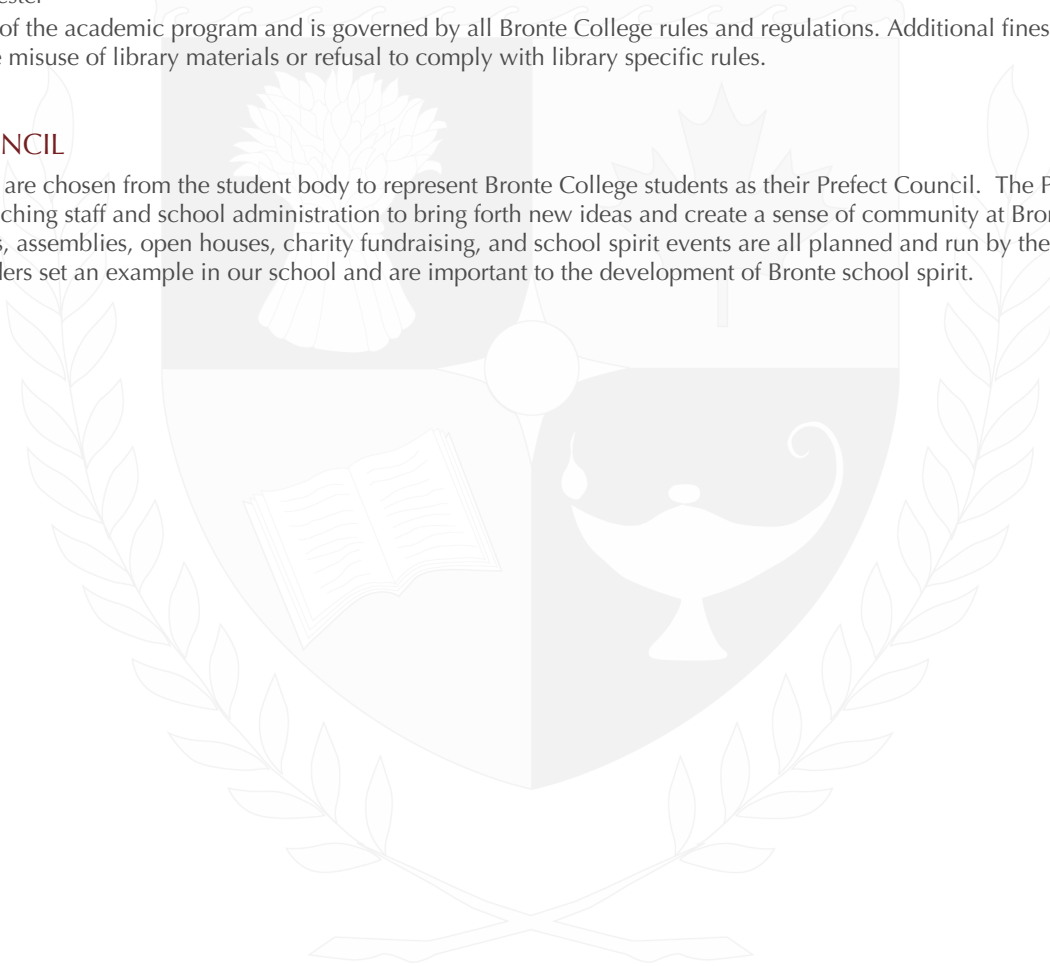 of the academic program and is governed by all Bronte College rules and regulations. Additional fines
misuse of library materials or refusal to comply with library specific rules.
NCIL
are chosen from the student body to represent Bronte College students as their Prefect Council. The P
ching staff and school administration to bring forth new ideas and create a sense of community at Bron
s, assemblies, open houses, charity fundraising, and school spirit events are all planned and run by the
ders set an example in our school and are important to the development of Bronte school spirit.